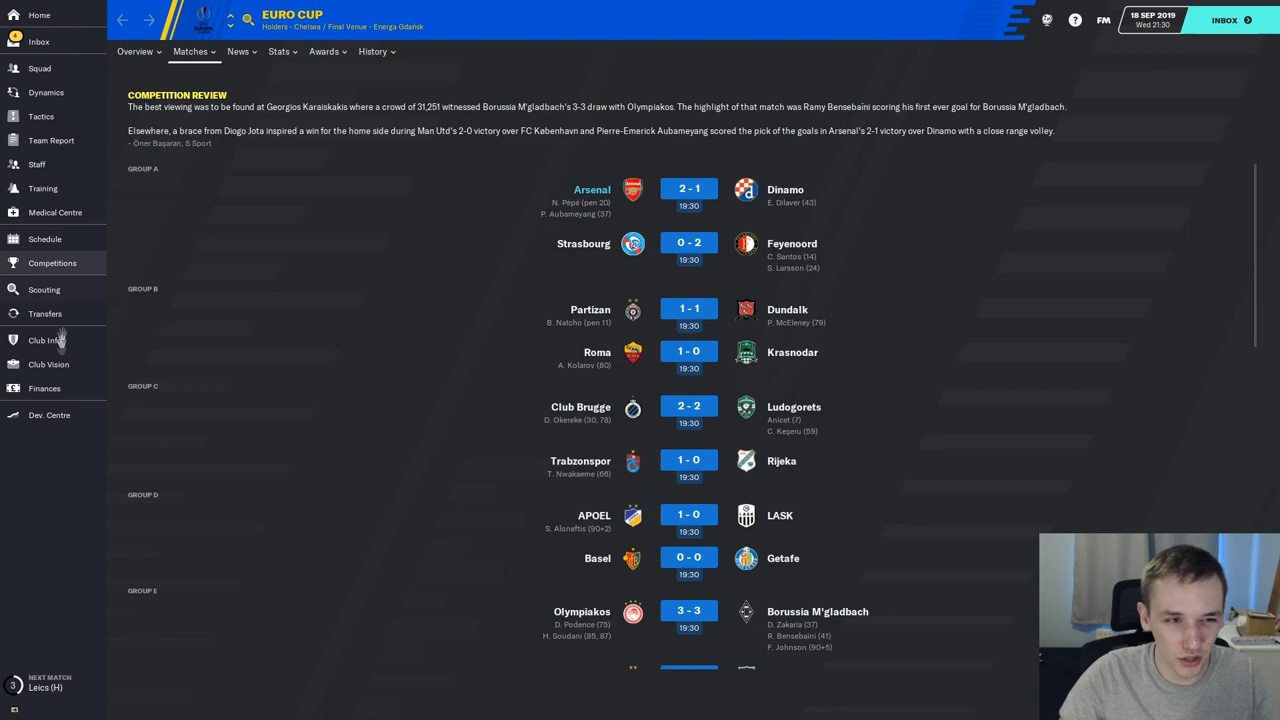 Home
EURO CUP
Holders - Chelsea / Final Venue - Energa Gdańsk
FM
18 SEP 2019
Wed 21:30
INBOX
4
Inbox
Overview
Matches
News
Stats
Awards
History
Squad
Dynamics
Tactics
Team Report
Staff
Training
Medical Centre
Schedule
Competitions
Scouting
Transfers
Club Info
Club Vision
Finances
Dev. Centre
COMPETITION REVIEW
The best viewing was to be found at Georgios Karaiskakis where a crowd of 31,251 witnessed Borussia M'gladbach's 3-3 draw with Olympiakos. The highlight of that match was Ramy Bensebaïni scoring his first ever goal for Borussia M'gladbach.
Elsewhere, a brace from Diogo Jota inspired a win for the home side during Man Utd's 2-0 victory over FC København and Pierre-Emerick Aubameyang scored the pick of the goals in Arsenal's 2-1 victory over Dinamo with a close range volley.
- Öner Başaran, S Sport
GROUP A
Arsenal 2 - 1 Dinamo
N. Pépé (pen 20) 19:30 E. Dilaver (43)
P. Aubameyang (37)
Strasbourg 0 - 2 Feyenoord
19:30 C. Santos (14)
S. Larsson (24)
GROUP B
Partizan 1 - 1 Dundalk
B. Natcho (pen 11) 19:30 P. McEleney (79)
Roma 1 - 0 Krasnodar
A. Kolarov (80) 19:30
GROUP C
Club Brugge 2 - 2 Ludogorets
D. Okereke (30, 78) 19:30 Anicet (7)
C. Keşeru (59)
Trabzonspor 1 - 0 Rijeka
T. Nwakaeme (66) 19:30
GROUP D
APOEL 1 - 0 LASK
S. Aloneftis (90+2) 19:30
Basel 0 - 0 Getafe
19:30
GROUP E
Olympiakos 3 - 3 Borussia M'gladbach
D. Podence (75) 19:30 D. Zakaria (37)
H. Soudani (85, 87) R. Bensebaïni (41)
F. Johnson (90+5)
3
NEXT MATCH
Leics (H)